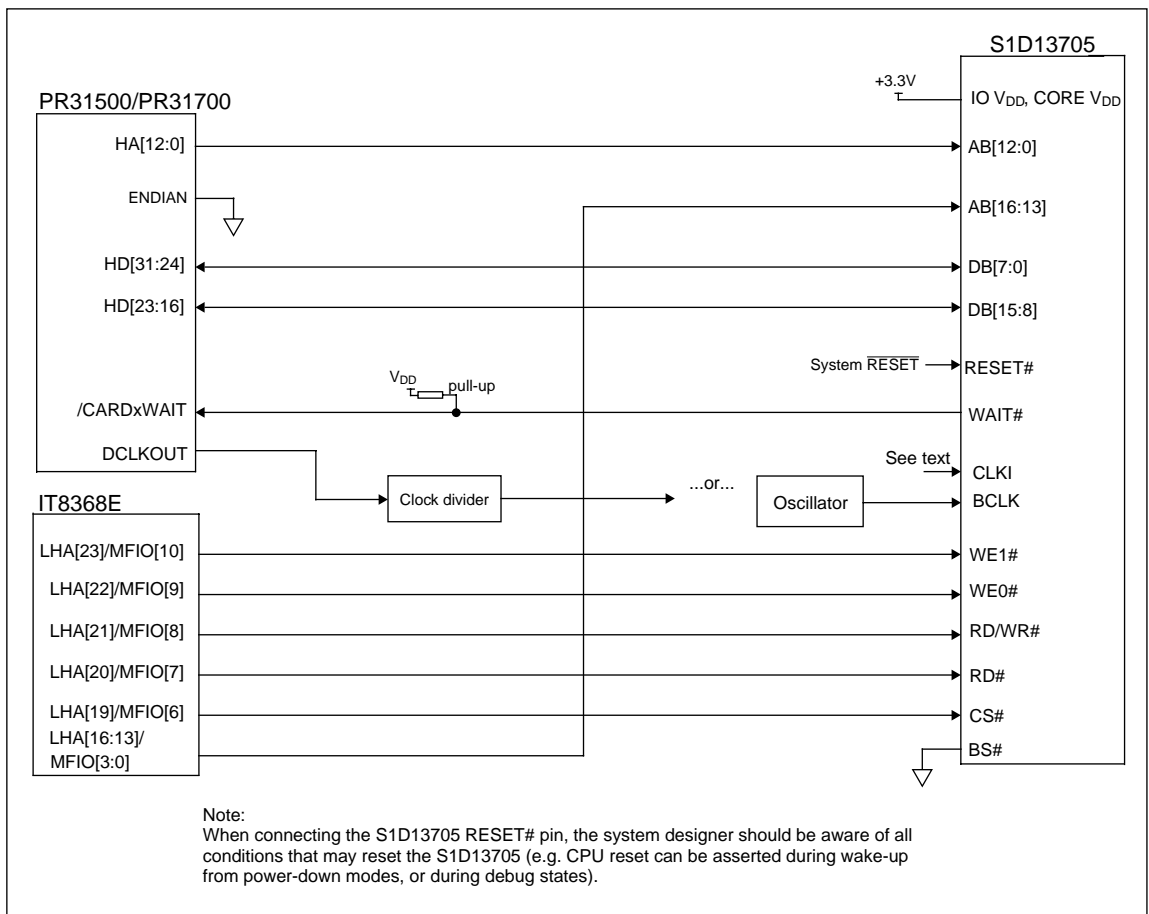 S1D13705
+3.3V
IO VDD, CORE VDD
PR31500/PR31700
HA[12:0]
AB[12:0]
ENDIAN
AB[16:13]
HD[31:24]
DB[7:0]
HD[23:16]
DB[15:8]
System RESET
RESET#
VDD
pull-up
/CARDxWAIT
WAIT#
DCLKOUT
See text
CLKI
...or...
Clock divider
Oscillator
BCLK
IT8368E
LHA[23]/MFIO[10]
WE1#
LHA[22]/MFIO[9]
WE0#
LHA[21]/MFIO[8]
RD/WR#
LHA[20]/MFIO[7]
RD#
LHA[19]/MFIO[6]
CS#
LHA[16:13]/
MFIO[3:0]
BS#
Note:
When connecting the S1D13705 RESET# pin, the system designer should be aware of all
conditions that may reset the S1D13705 (e.g. CPU reset can be asserted during wake-up
from power-down modes, or during debug states).